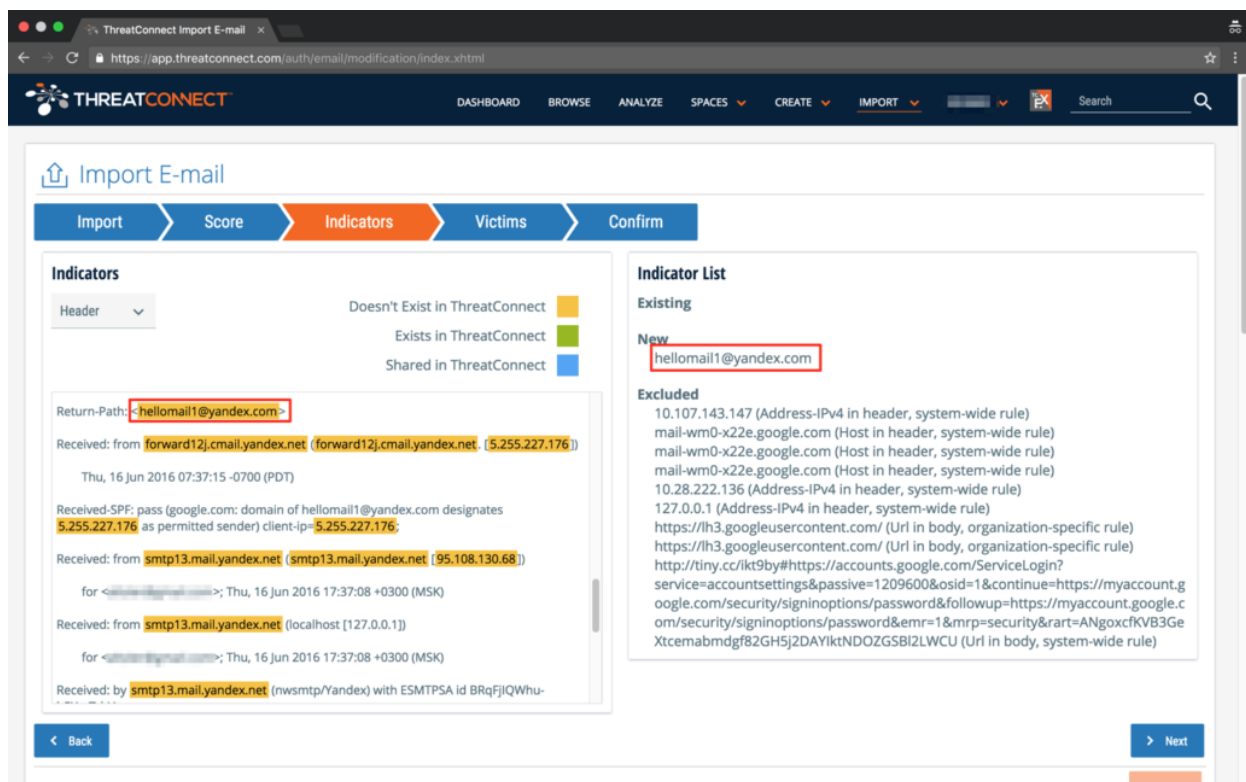 ThreatConnect Import E-mail
https://app.threatconnect.com/auth/email/modification/index.xhtml
THREATCONNECT
DASHBOARD BROWSE ANALYZE SPACES CREATE IMPORT Search
Import E-mail
Import Score Indicators Victims Confirm
Indicators
Header
Doesn't Exist in ThreatConnect
Exists in ThreatConnect
Shared in ThreatConnect
Return-Path: <hellomail1@yandex.com>
Received: from forward12j.cmail.yandex.net (forward12j.cmail.yandex.net. [5.255.227.176])
Thu, 16 Jun 2016 07:37:15 -0700 (PDT)
Received-SPF: pass (google.com: domain of hellomail1@yandex.com designates
5.255.227.176 as permitted sender) client-ip=5.255.227.176;
Received: from smtp13.mail.yandex.net (smtp13.mail.yandex.net [95.108.130.68])
for < >; Thu, 16 Jun 2016 17:37:08 +0300 (MSK)
Received: from smtp13.mail.yandex.net (localhost [127.0.0.1])
for < >; Thu, 16 Jun 2016 17:37:08 +0300 (MSK)
Received: by smtp13.mail.yandex.net (nwsmtp/Yandex) with ESMTPSA id BRqFjIQWhu-
Indicator List
Existing
New
hellomail1@yandex.com
Excluded
10.107.143.147 (Address-IPv4 in header, system-wide rule)
mail-wm0-x22e.google.com (Host in header, system-wide rule)
mail-wm0-x22e.google.com (Host in header, system-wide rule)
mail-wm0-x22e.google.com (Host in header, system-wide rule)
10.28.222.136 (Address-IPv4 in header, system-wide rule)
127.0.0.1 (Address-IPv4 in header, system-wide rule)
https://lh3.googleusercontent.com/ (Url in body, organization-specific rule)
https://lh3.googleusercontent.com/ (Url in body, organization-specific rule)
http://tiny.cc/ikt9by#https://accounts.google.com/ServiceLogin?
service=accountsettings&passive=1209600&osid=1&continue=https://myaccount.g
oogle.com/security/signinoptions/password&followup=https://myaccount.google.c
om/security/signinoptions/password&emr=1&mrp=security&rart=ANgoxcfKVB3Ge
XtcemabmdgF82GH5j2DAYIktNDOZGSBl2LWCU (Url in body, system-wide rule)
Back
Next